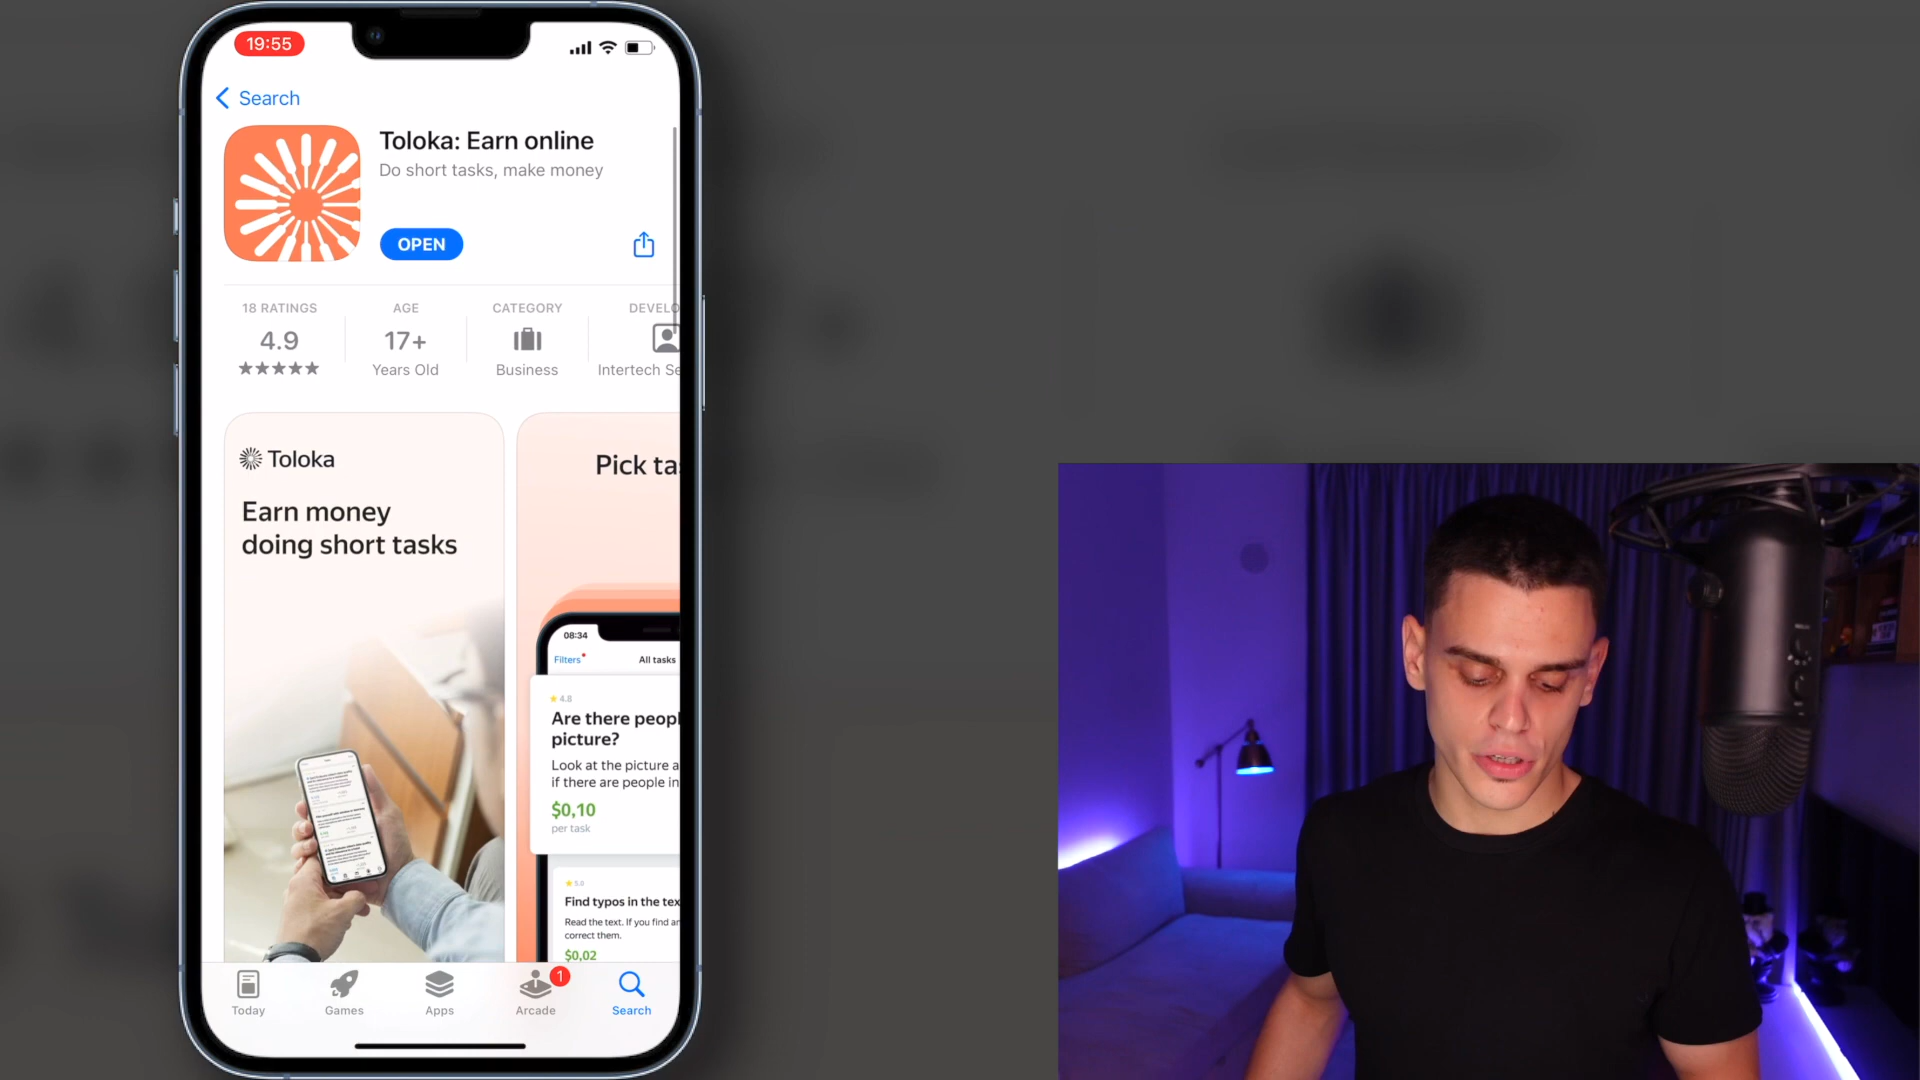 19:55
Search
Toloka: Earn online
Do short tasks, make money
OPEN
18 RATINGS
4.9
AGE
17+
Years Old
CATEGORY
Business
DEVELO
Intertech Se
Toloka
Earn money
doing short tasks
Pick ta
08:34
Filters
All tasks
4.8
Are there peopl
picture?
Look at the picture a
if there are people in
$0,10
per task
5.0
Find typos in the tex
Read the text. If you find an
correct them.
$0,02
Today
Games
Apps
1
Arcade
Search